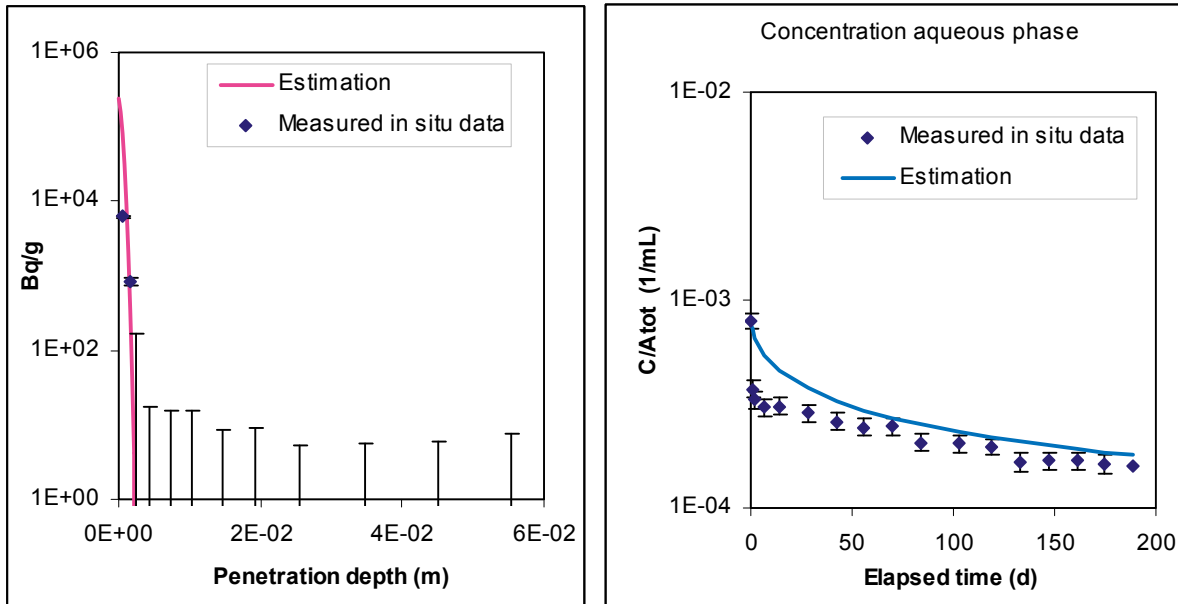 1E+06
Estimation
Measured in situ data
1E+04
Bq/g
1E+02
1E+00
0E+00 2E-02 4E-02 6E-02
Penetration depth (m)
Concentration aqueous phase
1E-02
Measured in situ data
Estimation
C/Atot (1/mL)
1E-03
1E-04
0 50 100 150 200
Elapsed time (d)